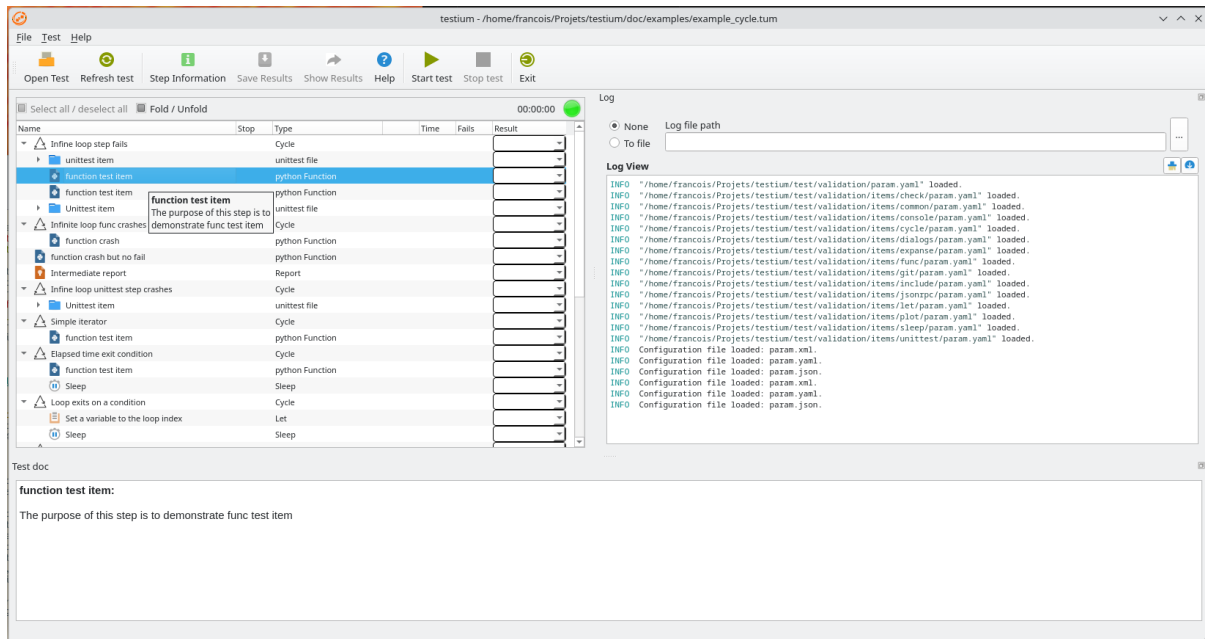 testium - /home/francois/Projets/testium/doc/examples/example_cycle.tum
File Test Help
Open Test Refresh test Step Information Save Results Show Results Help Start test Stop test Exit
Select all / deselect all Fold / Unfold 00:00:00
Name Stop Type Time Fails Result
Infine loop step fails Cycle
unittest item unittest file
function test item python Function
function test item python Function
Unittest item unittest file
function test item
The purpose of this step is to
demonstrate func test item
Infinite loop func crashes Cycle
function crash python Function
function crash but no fail python Function
Intermediate report Report
Infine loop unittest step crashes Cycle
Unittest item unittest file
Simple iterator Cycle
function test item python Function
Elapsed time exit condition Cycle
function test item python Function
Sleep Sleep
Loop exits on a condition Cycle
Set a variable to the loop index Let
Sleep Sleep
Log
None Log file path
To file ...
Log View
INFO "/home/francois/Projets/testium/test/validation/param.yaml" loaded.
INFO "/home/francois/Projets/testium/test/validation/items/check/param.yaml" loaded.
INFO "/home/francois/Projets/testium/test/validation/items/common/param.yaml" loaded.
INFO "/home/francois/Projets/testium/test/validation/items/console/param.yaml" loaded.
INFO "/home/francois/Projets/testium/test/validation/items/cycle/param.yaml" loaded.
INFO "/home/francois/Projets/testium/test/validation/items/dialogs/param.yaml" loaded.
INFO "/home/francois/Projets/testium/test/validation/items/expanse/param.yaml" loaded.
INFO "/home/francois/Projets/testium/test/validation/items/func/param.yaml" loaded.
INFO "/home/francois/Projets/testium/test/validation/items/git/param.yaml" loaded.
INFO "/home/francois/Projets/testium/test/validation/items/include/param.yaml" loaded.
INFO "/home/francois/Projets/testium/test/validation/items/jsonrpc/param.yaml" loaded.
INFO "/home/francois/Projets/testium/test/validation/items/let/param.yaml" loaded.
INFO "/home/francois/Projets/testium/test/validation/items/plot/param.yaml" loaded.
INFO "/home/francois/Projets/testium/test/validation/items/sleep/param.yaml" loaded.
INFO "/home/francois/Projets/testium/test/validation/items/unittest/param.yaml" loaded.
INFO Configuration file loaded: param.xml.
INFO Configuration file loaded: param.yaml.
INFO Configuration file loaded: param.json.
INFO Configuration file loaded: param.xml.
INFO Configuration file loaded: param.yaml.
INFO Configuration file loaded: param.json.
Test doc
function test item:
The purpose of this step is to demonstrate func test item